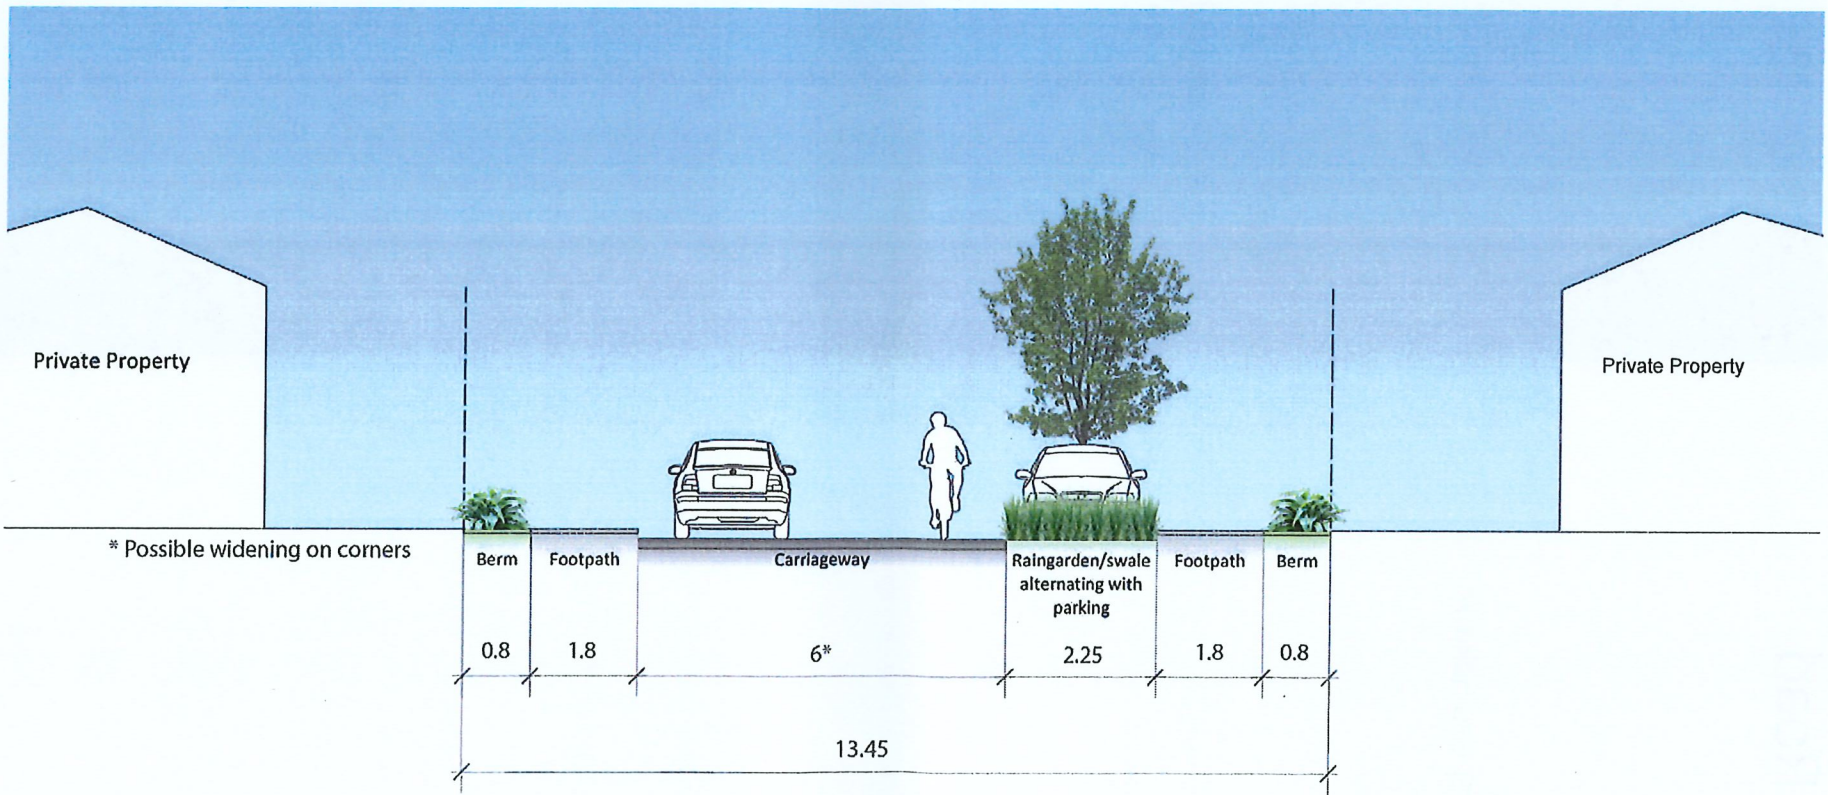 Private Property
Private Property
* Possible widening on corners
Berm
Footpath
Carriageway
Raingarden/swale
alternating with
parking
Footpath
Berm
0.8
1.8
6*
2.25
1.8
0.8
13.45